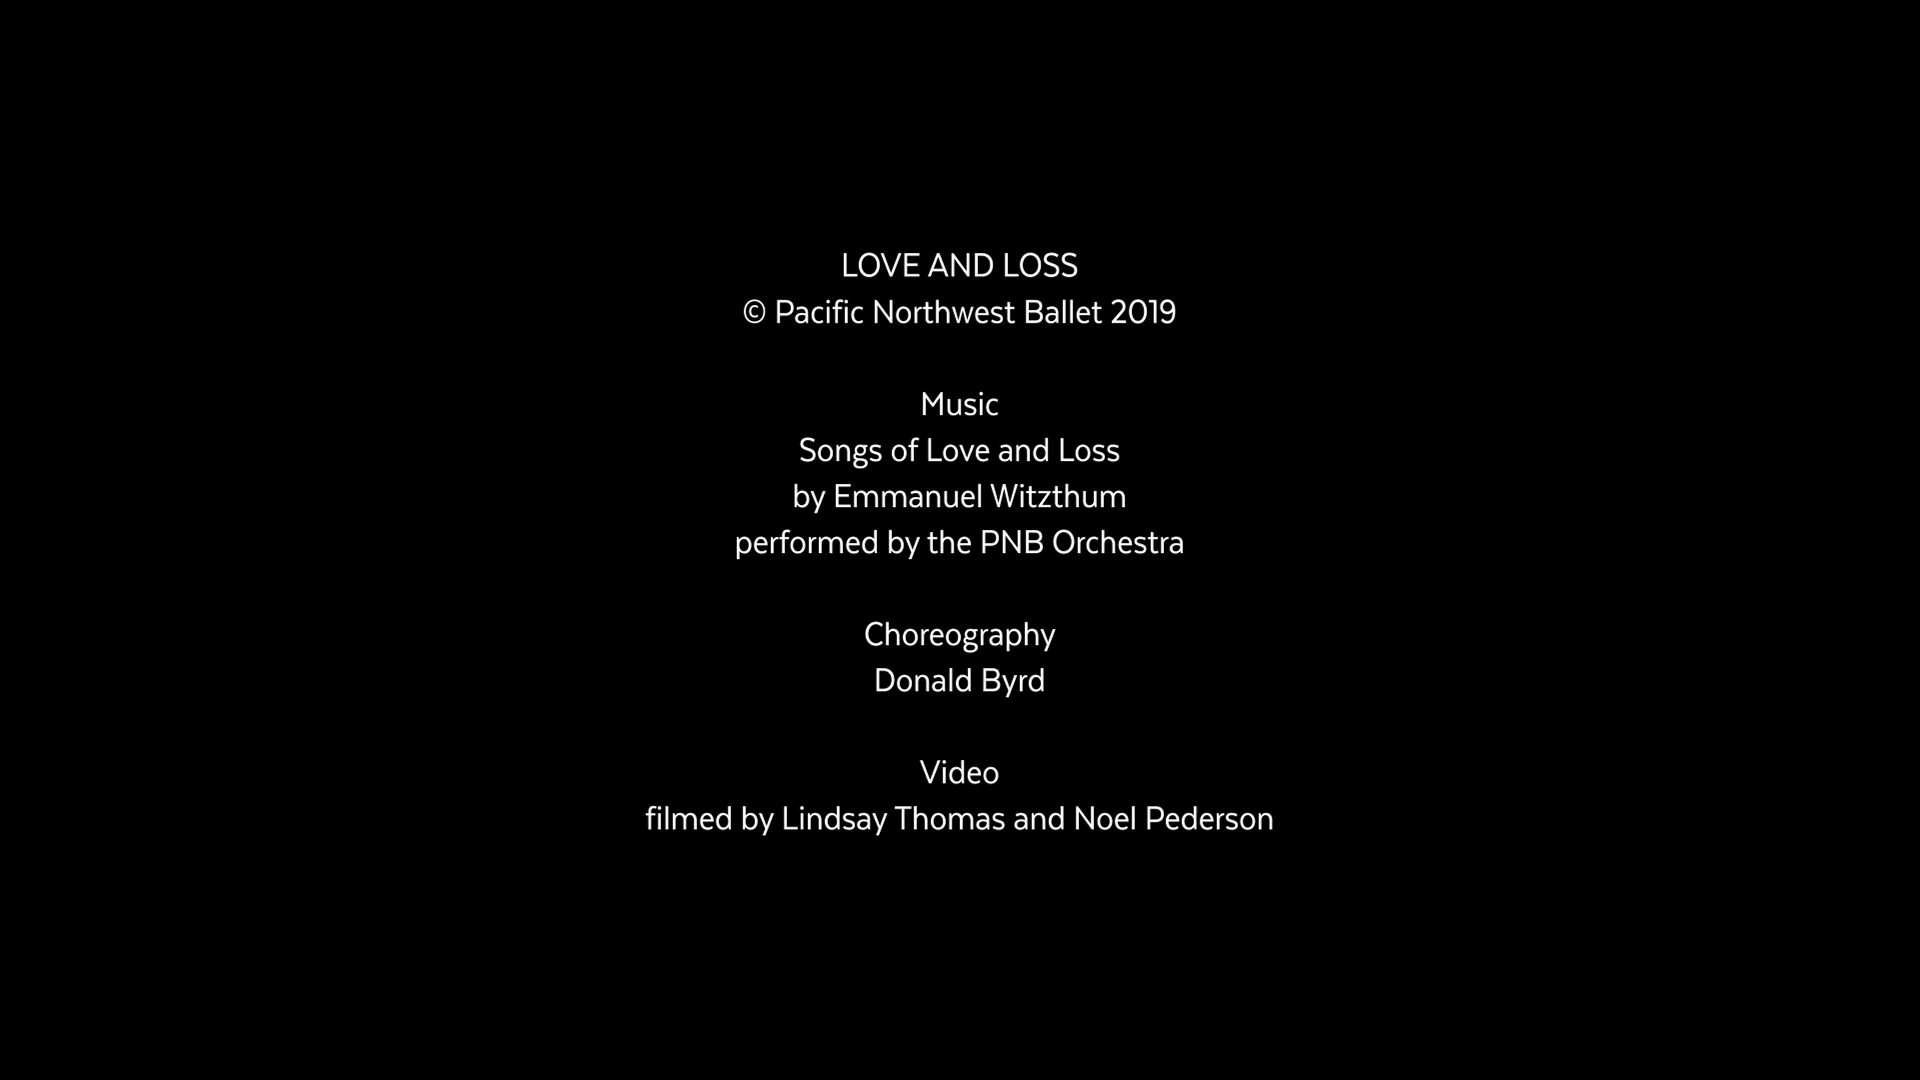 LOVE AND LOSS
© Pacific Northwest Ballet 2019
Music
Songs of Love and Loss
by Emmanuel Witzthum
performed by the PNB Orchestra
Choreography
Donald Byrd
Video
filmed by Lindsay Thomas and Noel Pederson